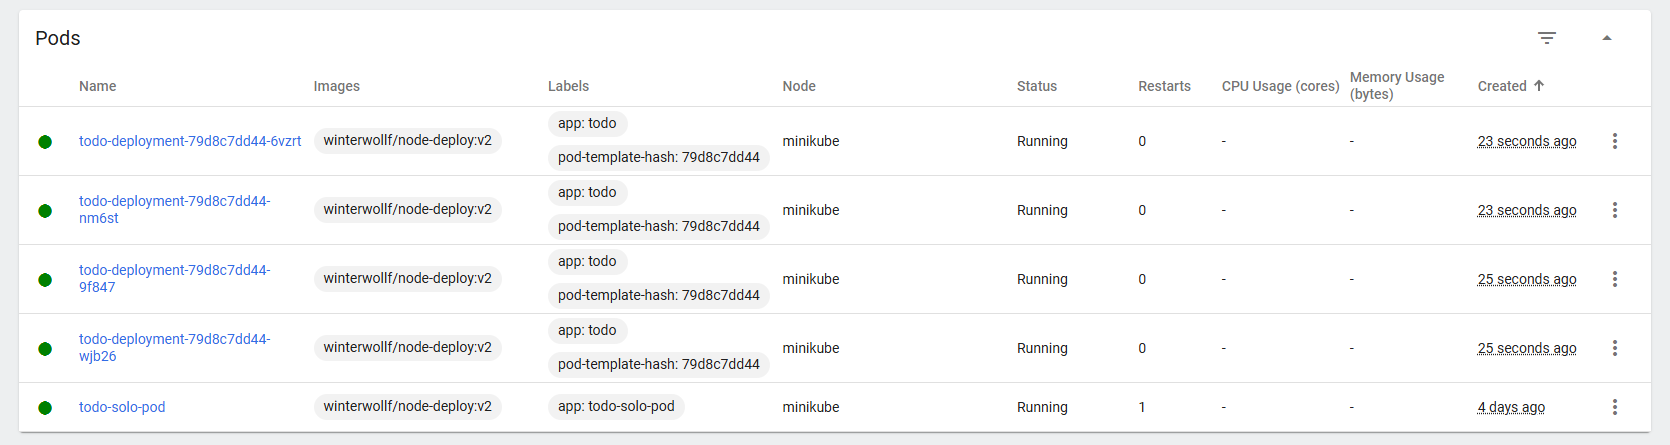 Pods
Name Images Labels Node Status Restarts CPU Usage (cores) Memory Usage (bytes) Created
todo-deployment-79d8c7dd44-6vzrt winterwollf/node-deploy:v2 app: todo minikube Running 0 - - 23 seconds ago
pod-template-hash: 79d8c7dd44
todo-deployment-79d8c7dd44- winterwollf/node-deploy:v2 app: todo minikube Running 0 - - 23 seconds ago
nm6st pod-template-hash: 79d8c7dd44
todo-deployment-79d8c7dd44- winterwollf/node-deploy:v2 app: todo minikube Running 0 - - 25 seconds ago
9f847 pod-template-hash: 79d8c7dd44
todo-deployment-79d8c7dd44- winterwollf/node-deploy:v2 app: todo minikube Running 0 - - 25 seconds ago
wjb26 pod-template-hash: 79d8c7dd44
todo-solo-pod winterwollf/node-deploy:v2 app: todo-solo-pod minikube Running 1 - - 4 days ago